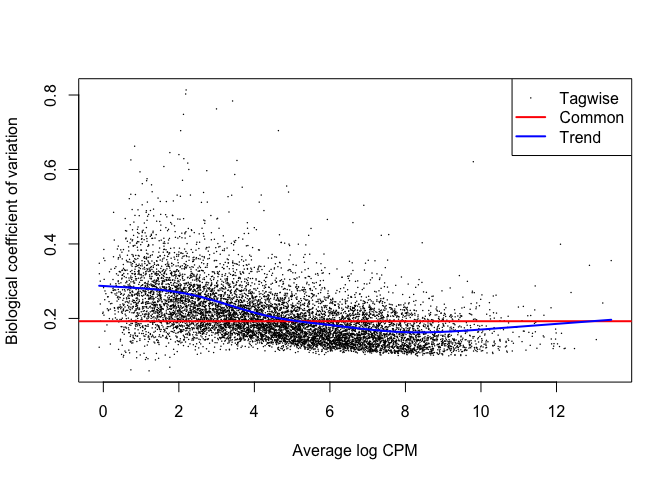 Tagwise
Common
Trend
Biological coefficient of variation
0.8
0.6
0.4
0.2
0 2 4 6 8 10 12
Average log CPM